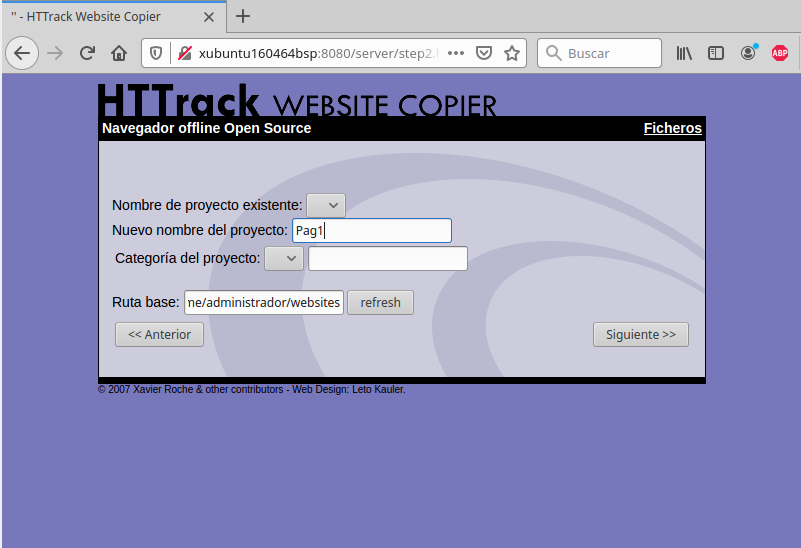 '' - HTTrack Website Copier
xubuntu160464bsp:8080/server/step2.
Buscar
ABP
HTTrack WEBSITE COPIER
Navegador offline Open Source Ficheros
Nombre de proyecto existente:
Nuevo nombre del proyecto: Pag1
Categoría del proyecto:
Ruta base: ne/administrador/websites refresh
<< Anterior Siguiente >>
© 2007 Xavier Roche & other contributors - Web Design: Leto Kauler.